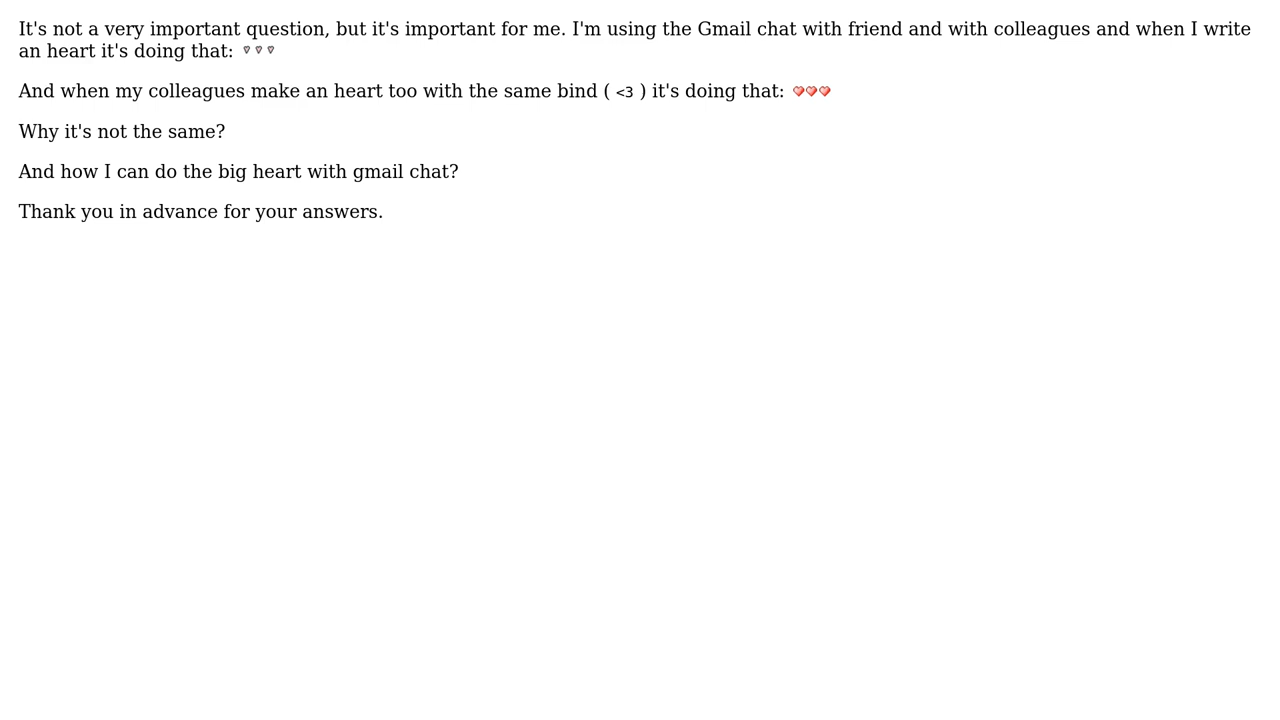 It's not a very important question, but it's important for me. I'm using the Gmail chat with friend and with colleagues and when I write
an heart it's doing that:
And when my colleagues make an heart too with the same bind ( <3 ) it's doing that:
Why it's not the same?
And how I can do the big heart with gmail chat?
Thank you in advance for your answers.